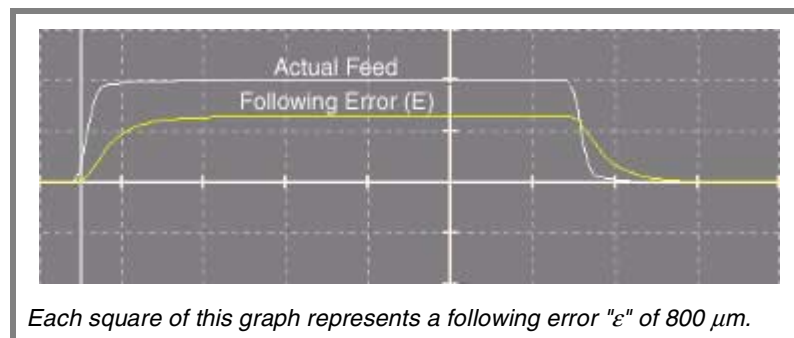 Actual Feed
Following Error (E)
Each square of this graph represents a following error "ε" of 800 μm.